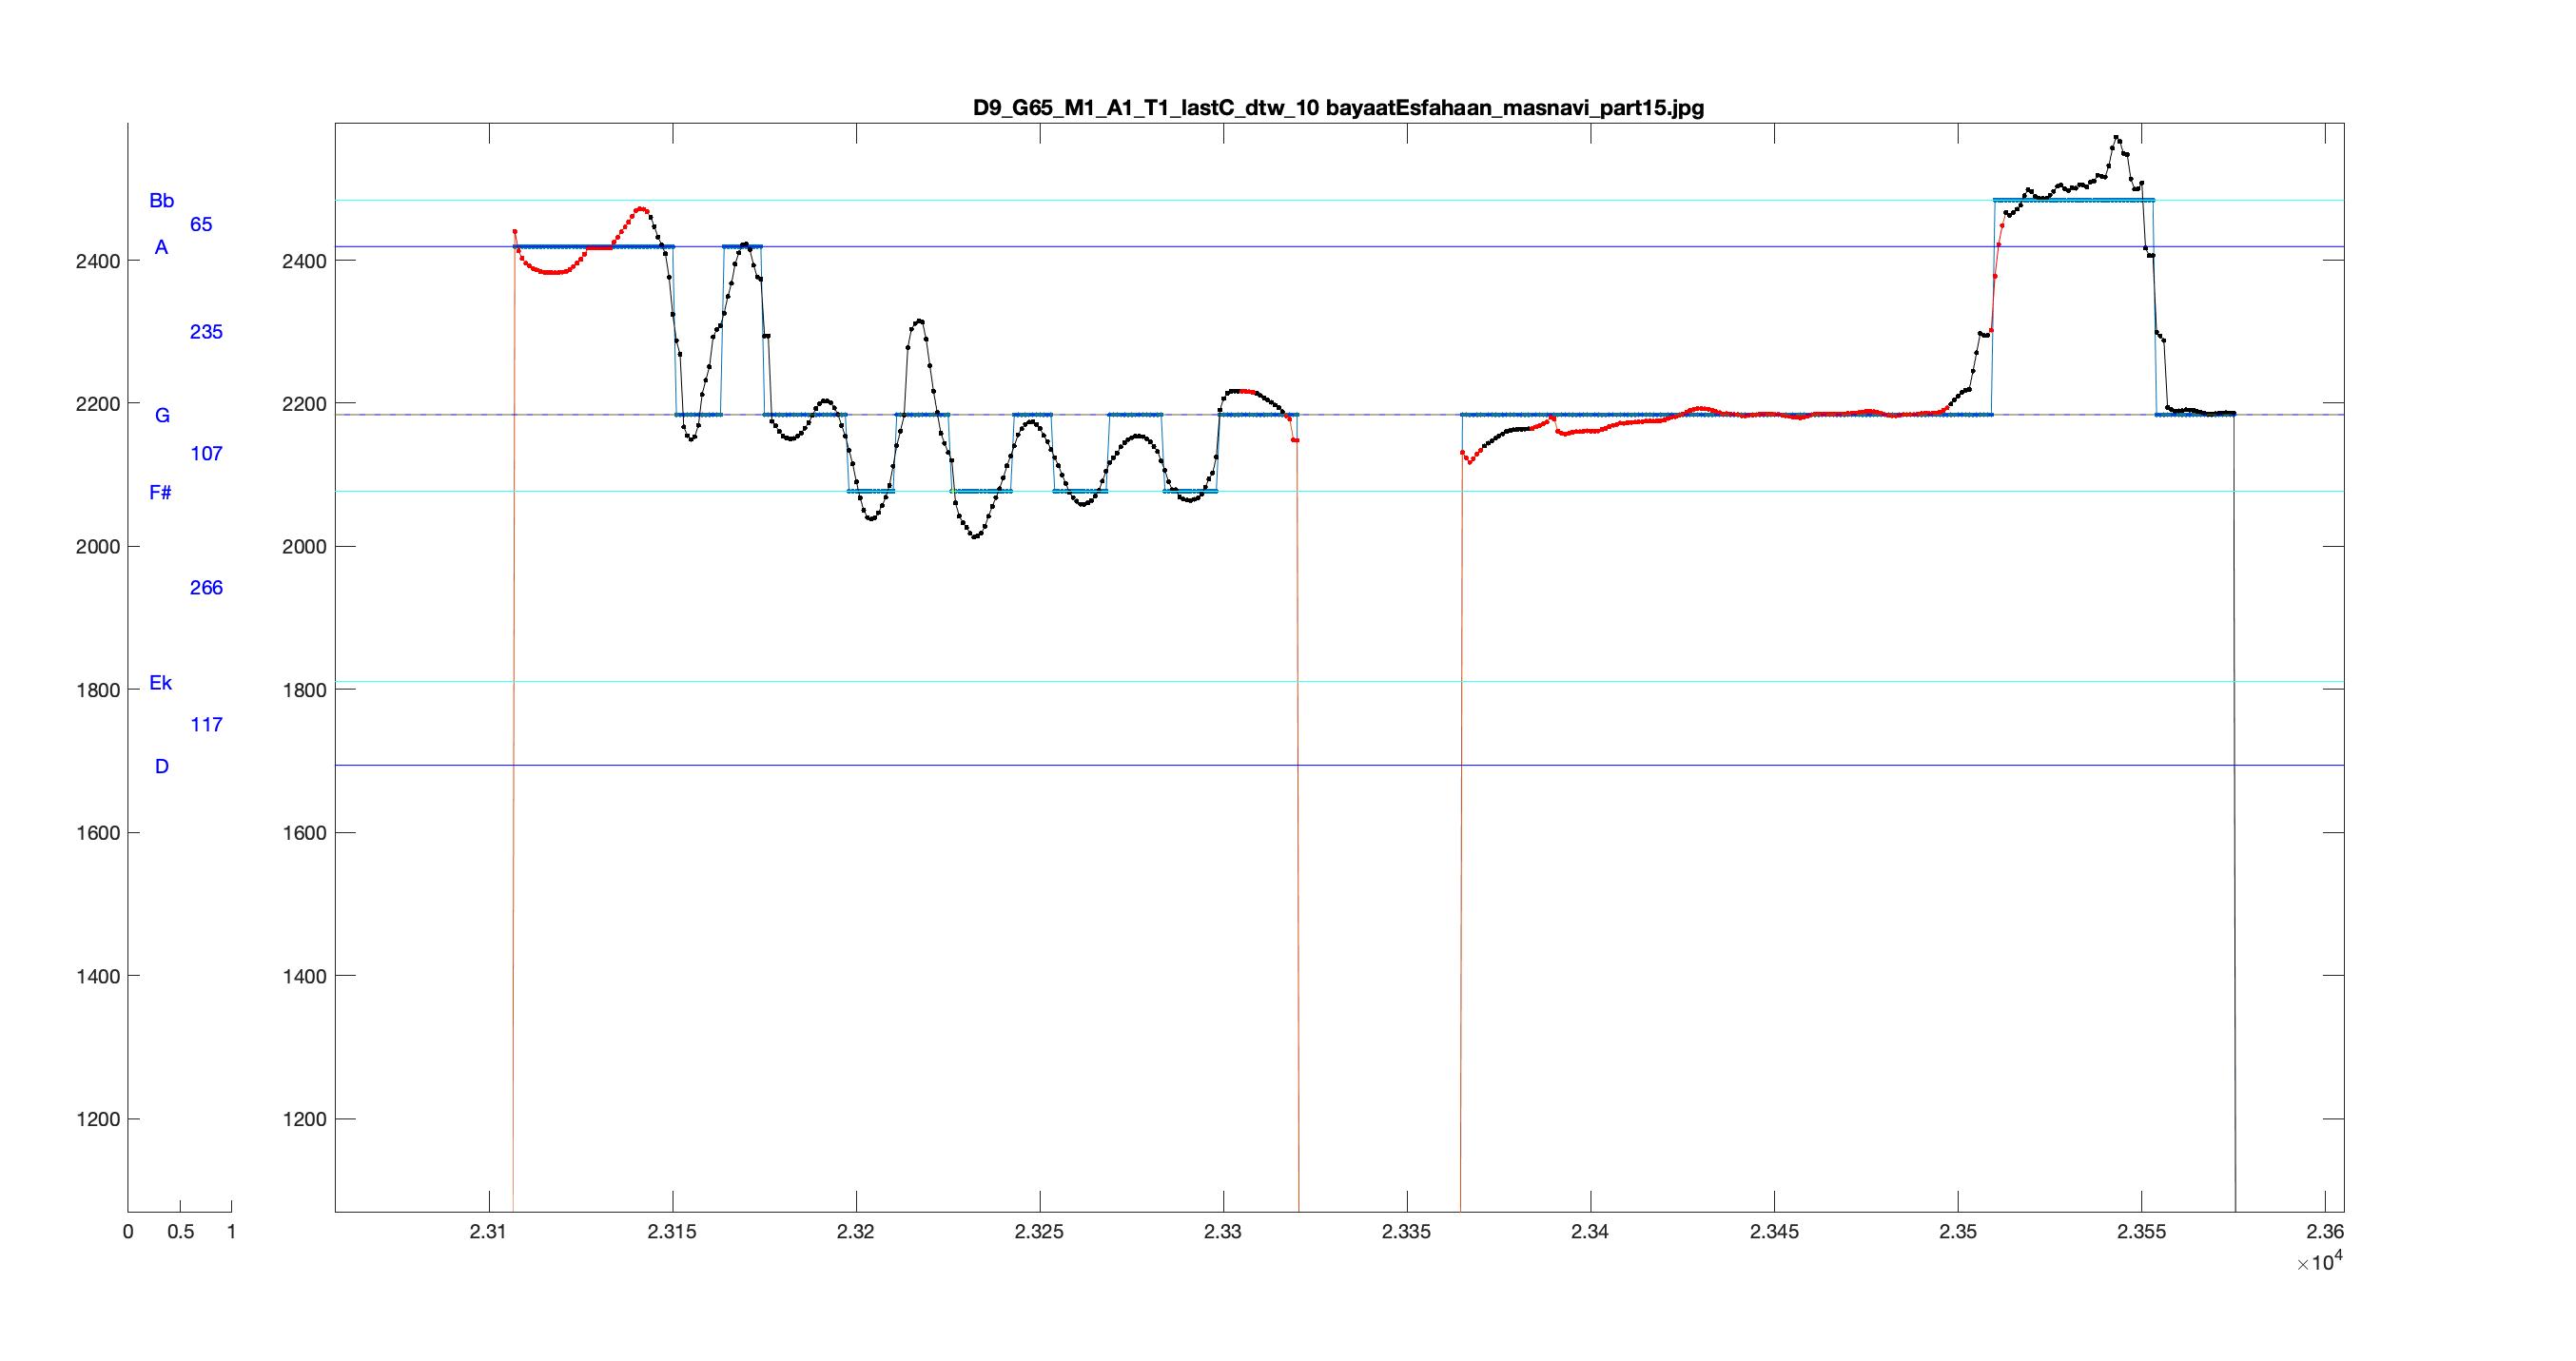 D9_G65_M1_A1_T1_lastC_dtw_10 bayaatEsfahaan_masnavi_part15.jpg
Bb
65
A
2400 2400
235
2200 G 2200
107
F#
2000 2000
266
Ek
1800 1800
117
D
1600 1600
1400 1400
1200 1200
0 0.5 1 2.31 2.315 2.32 2.325 2.33 2.335 2.34 2.345 2.35 2.355 2.36
×10^4